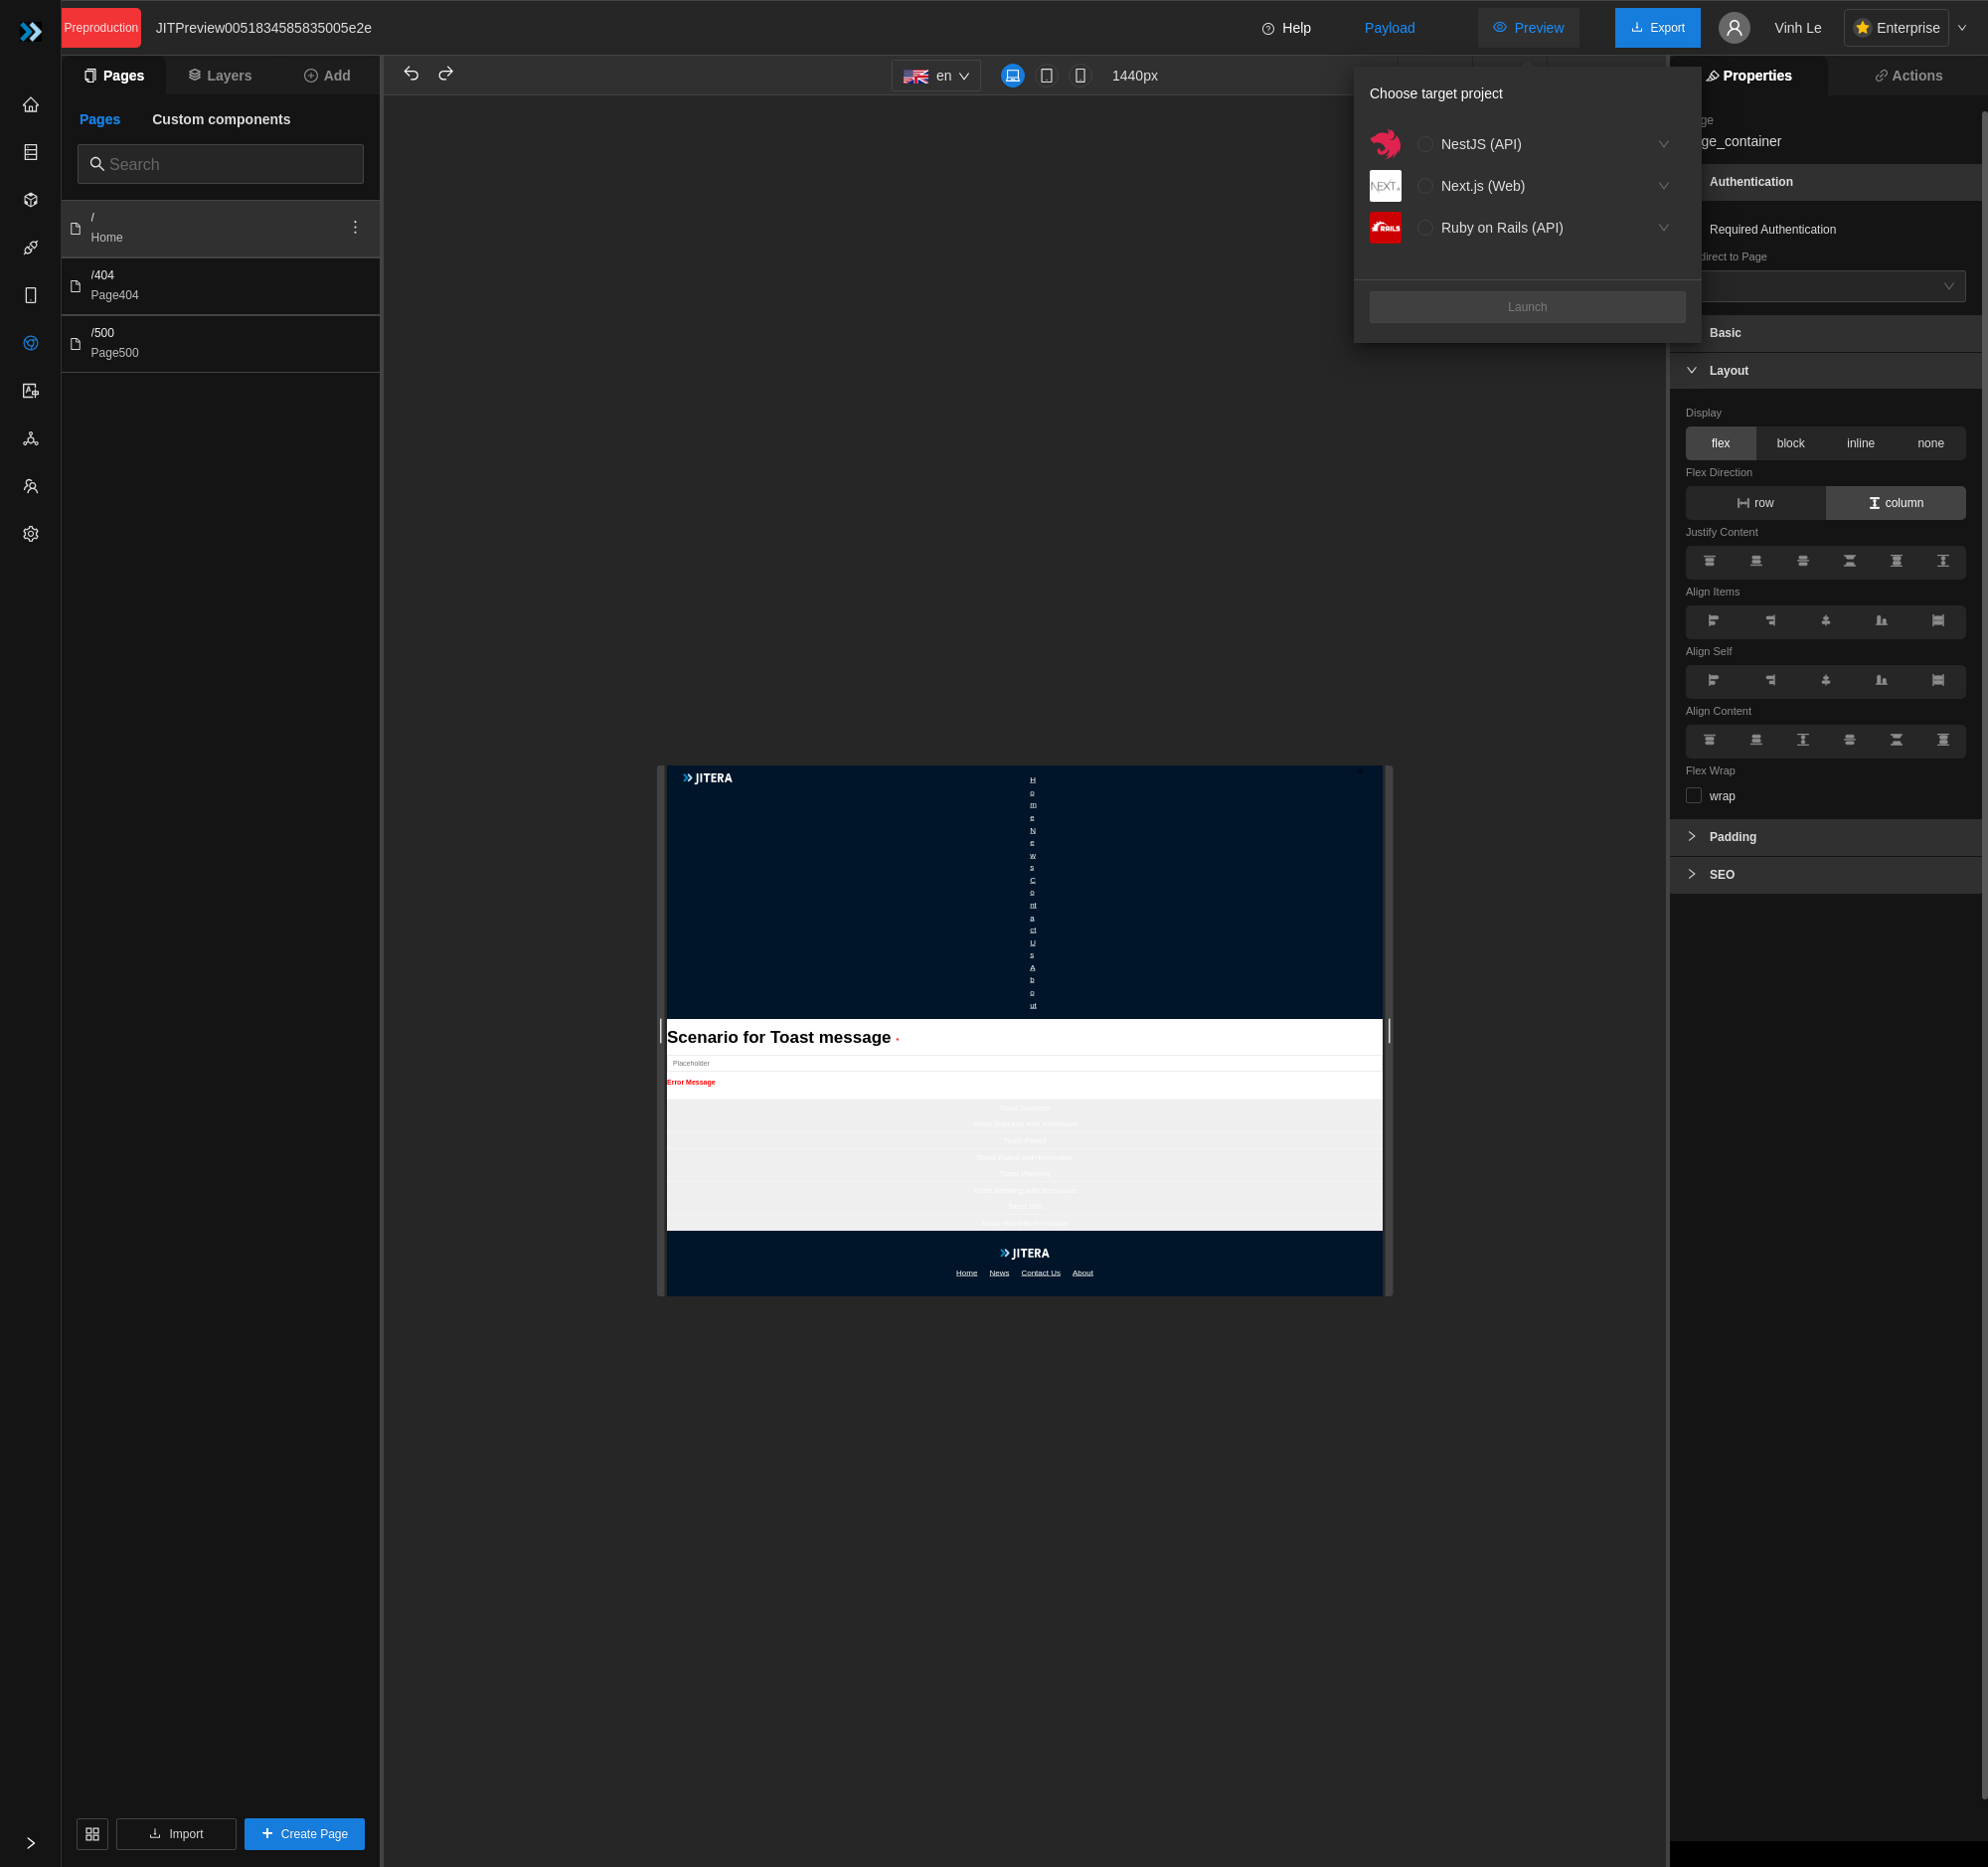 Preproduction
JITPreview0051834585835005e2e
Help
Payload
Preview
Export
Vinh Le
Enterprise
Pages
Layers
Add
en
1440px
Properties
Actions
Pages
Custom components
Search
/
Home
/404
Page404
/500
Page500
Import
Create Page
Choose target project
NestJS (API)
NEXT
Next.js (Web)
RAILS
Ruby on Rails (API)
Launch
ge
ge_container
Authentication
Required Authentication
direct to Page
Basic
Layout
Display
flex
block
inline
none
Flex Direction
row
column
Justify Content
Align Items
Align Self
Align Content
Flex Wrap
wrap
Padding
SEO
JITERA
H
o
m
e
N
e
w
s
C
o
nt
a
ct
U
s
A
b
o
ut
Scenario for Toast message *
Placeholder
Error Message
JITERA
Home News Contact Us About